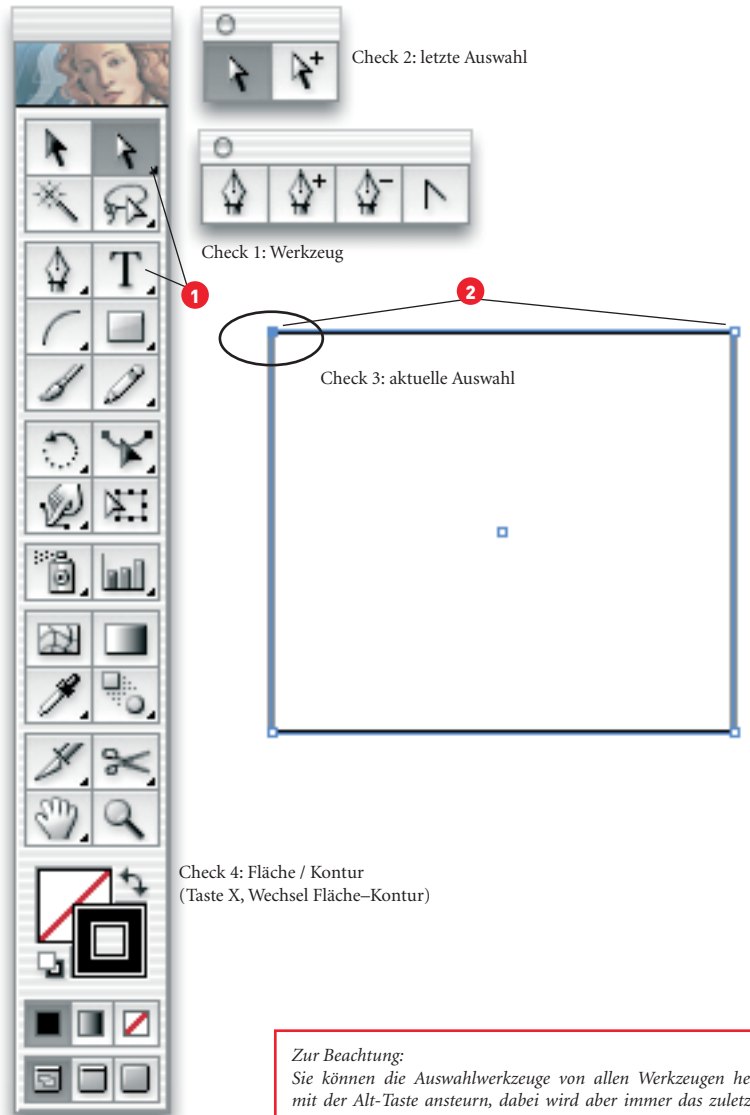 Check 2: letzte Auswahl
Check 1: Werkzeug
1
2
Check 3: aktuelle Auswahl
Check 4: Fläche / Kontur
(Taste X, Wechsel Fläche–Kontur)
Zur Beachtung:
Sie können die Auswahlwerkzeuge von allen Werkzeugen
mit der Alt-Taste ansteurn, dabei wird aber immer das